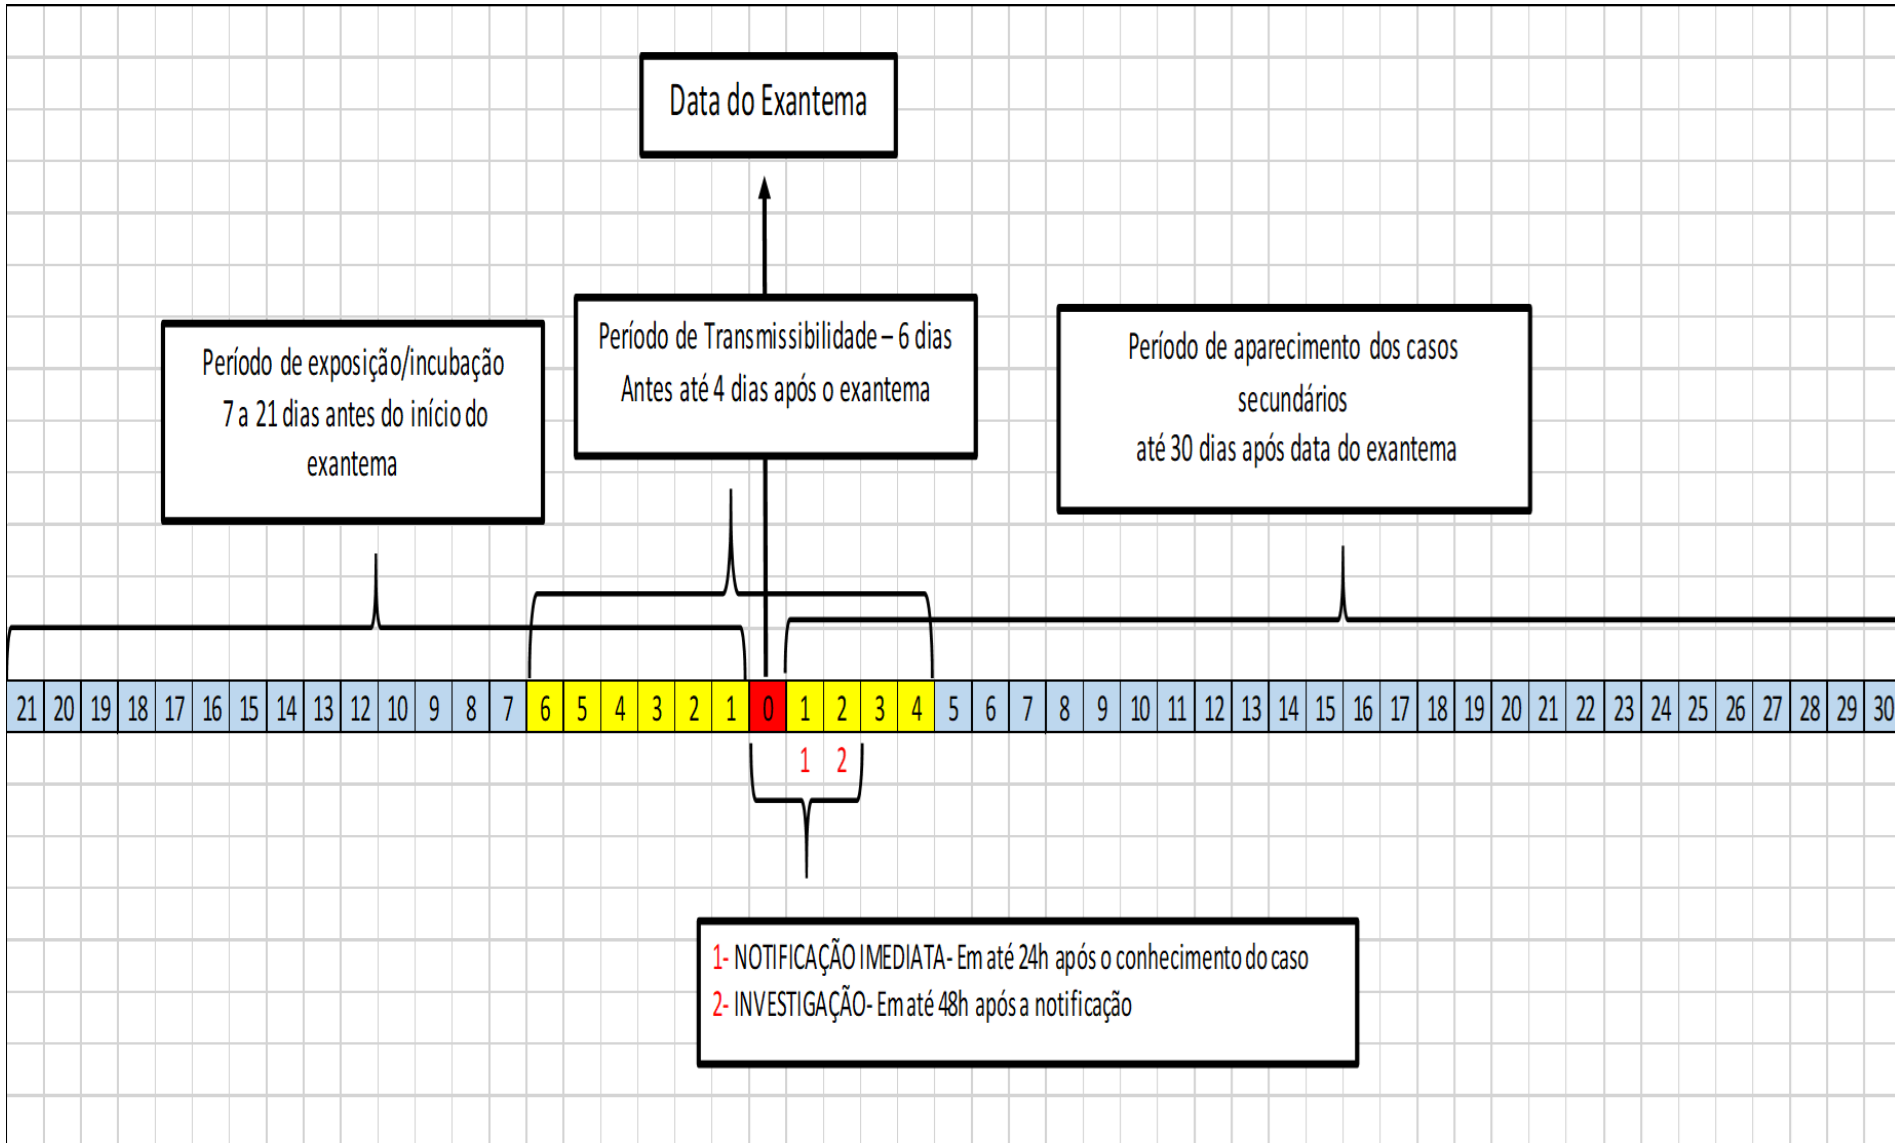 Data do Exantema
Período de exposição/incubação
7 a 21 dias antes do início do
exantema
Período de Transmissibilidade – 6 dias
Antes até 4 dias após o exantema
Período de aparecimento dos casos
secundários
até 30 dias após data do exantema
21 20 19 18 17 16 15 14 13 12 10 9 8 7 6 5 4 3 2 1 0 1 2 3 4 5 6 7 8 9 10 11 12 13 14 15 16 17 18 19 20 21 22 23 24 25 26 27 28 29 30
1 2
1- NOTIFICAÇÃO IMEDIATA- Em até 24h após o conhecimento do caso
2- INVESTIGAÇÃO- Em até 48h após a notificação